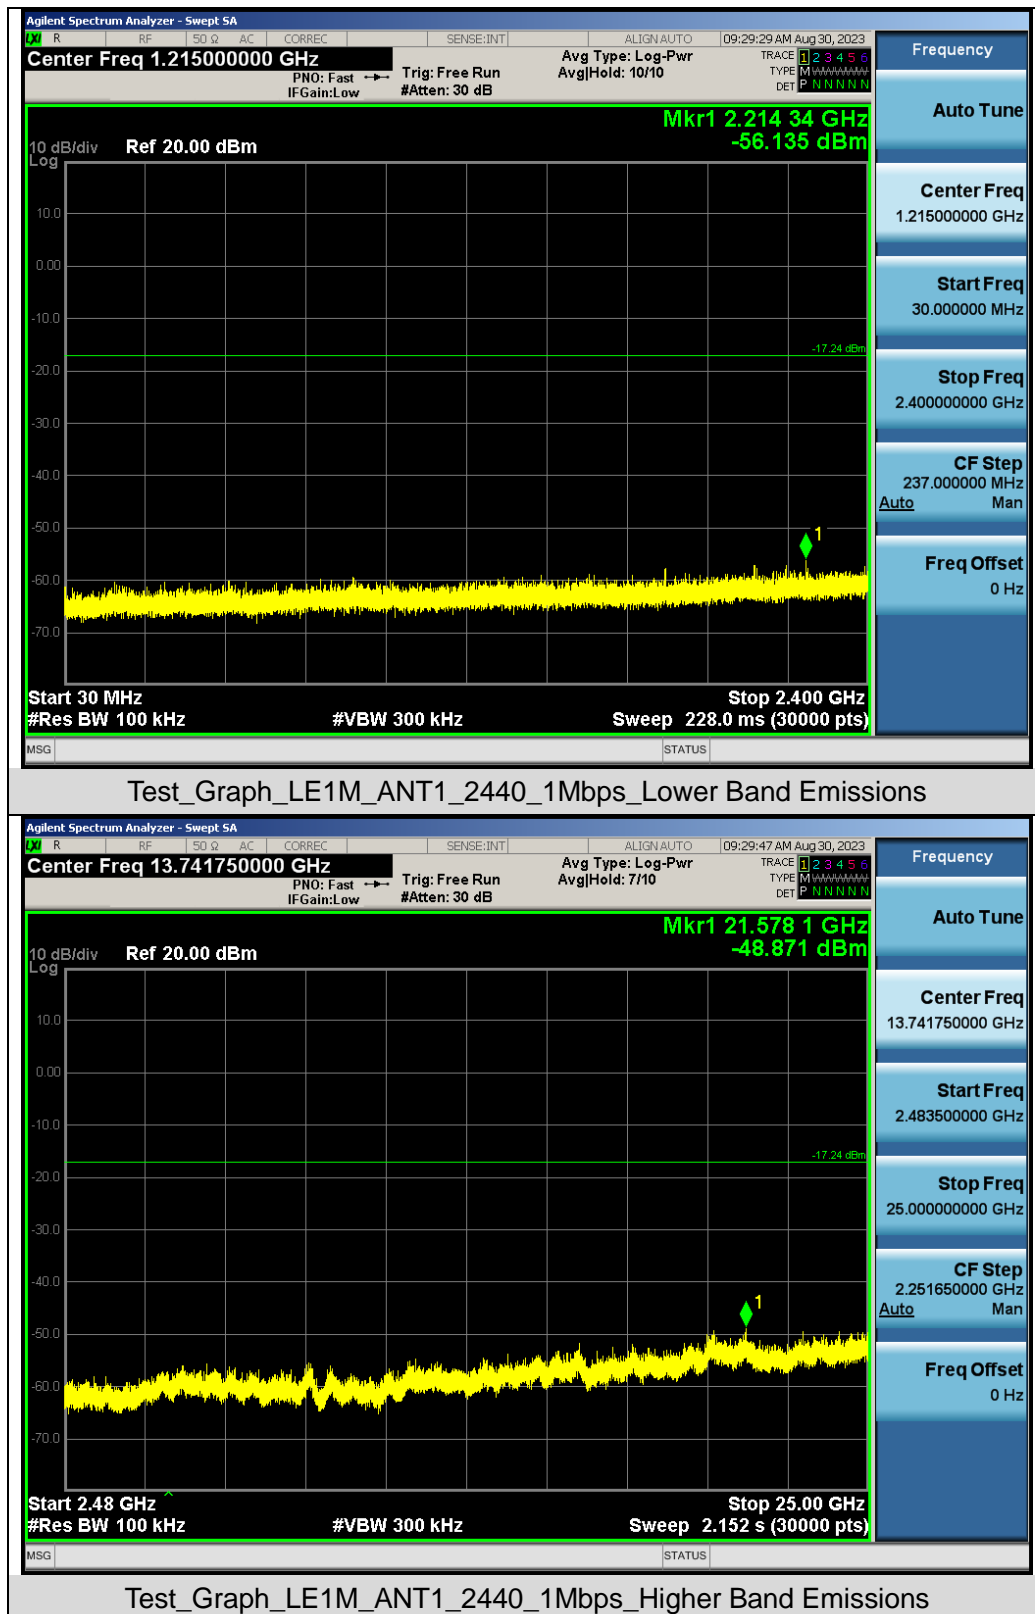 Agilent Spectrum Analyzer - Swept SA
LXI R RF 50 Ω AC CORREC SENSE:INT ALIGN AUTO 09:29:29 AM Aug 30, 2023
Center Freq 1.215000000 GHz
PNO: Fast
IFGain:Low
Trig: Free Run
#Atten: 30 dB
Avg Type: Log-Pwr
Avg|Hold: 10/10
TRACE 1 2 3 4 5 6
TYPE M
DET P N N N N N
Mkr1 2.214 34 GHz
-56.135 dBm
10 dB/div Ref 20.00 dBm
Log
10.0
0.00
-10.0
-17.24 dBm
-20.0
-30.0
-40.0
-50.0
1
-60.0
-70.0
Start 30 MHz Stop 2.400 GHz
#Res BW 100 kHz #VBW 300 kHz Sweep 228.0 ms (30000 pts)
MSG STATUS
Frequency
Auto Tune
Center Freq
1.215000000 GHz
Start Freq
30.000000 MHz
Stop Freq
2.400000000 GHz
CF Step
237.000000 MHz
Auto Man
Freq Offset
0 Hz
Test_Graph_LE1M_ANT1_2440_1Mbps_Lower Band Emissions
Agilent Spectrum Analyzer - Swept SA
LXI R RF 50 Ω AC CORREC SENSE:INT ALIGN AUTO 09:29:47 AM Aug 30, 2023
Center Freq 13.741750000 GHz
PNO: Fast
IFGain:Low
Trig: Free Run
#Atten: 30 dB
Avg Type: Log-Pwr
Avg|Hold: 7/10
TRACE 1 2 3 4 5 6
TYPE M
DET P N N N N N
Mkr1 21.578 1 GHz
-48.871 dBm
10 dB/div Ref 20.00 dBm
Log
10.0
0.00
-10.0
-17.24 dBm
-20.0
-30.0
-40.0
1
-50.0
-60.0
-70.0
Start 2.48 GHz Stop 25.00 GHz
#Res BW 100 kHz #VBW 300 kHz Sweep 2.152 s (30000 pts)
MSG STATUS
Frequency
Auto Tune
Center Freq
13.741750000 GHz
Start Freq
2.483500000 GHz
Stop Freq
25.000000000 GHz
CF Step
2.251650000 GHz
Auto Man
Freq Offset
0 Hz
Test_Graph_LE1M_ANT1_2440_1Mbps_Higher Band Emissions